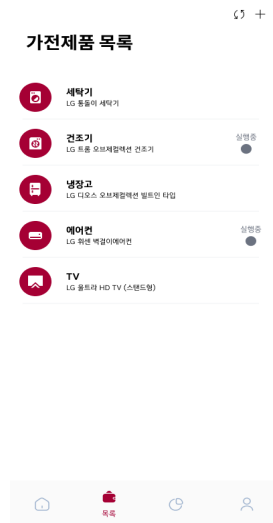 가전제품 목록
세탁기
LG 통돌이 세탁기
건조기
LG 트롬 오브제컬렉션 건조기
실행중
냉장고
LG 디오스 오브제컬렉션 빌트인 타입
에어컨
LG 휘센 벽걸이에어컨
실행중
TV
LG 울트라 HD TV (스탠드형)
목록